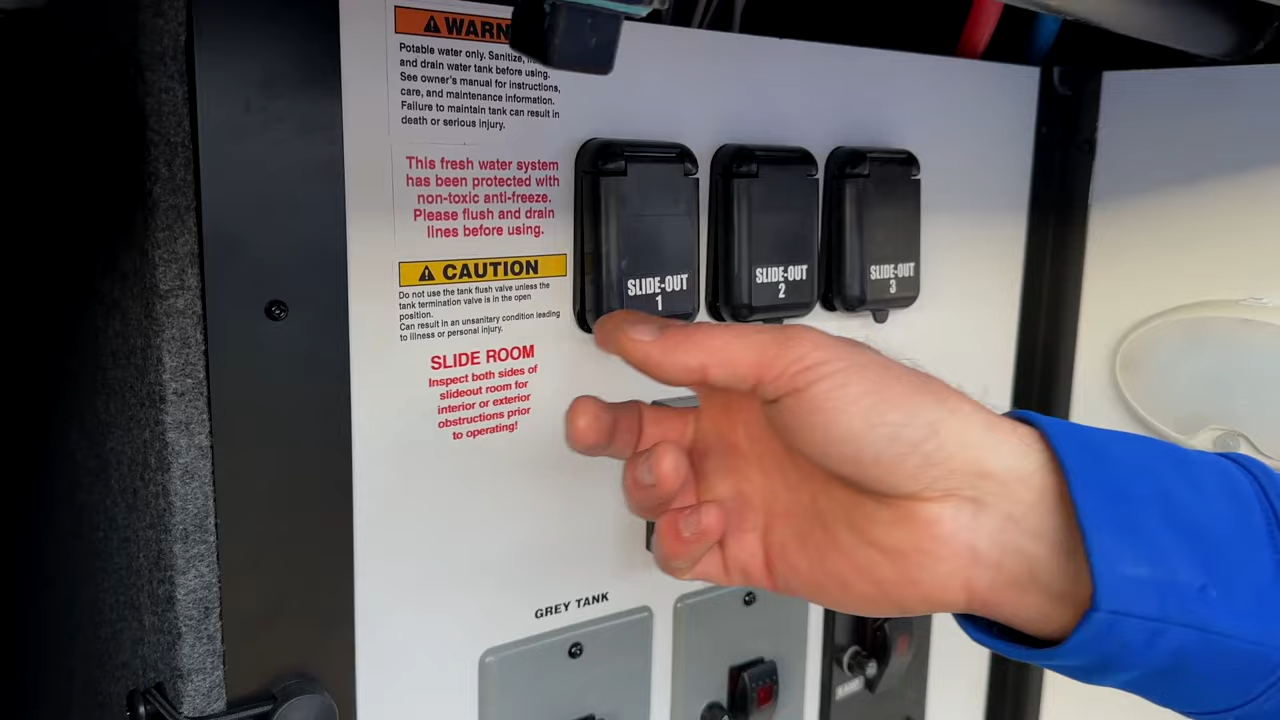 Potable water only. Sanitize,
and drain water tank before using.
See owner's manual for instructions,
care, and maintenance information.
Failure to maintain tank can result in
death or serious injury.
This fresh water system
has been protected with
non-toxic anti-freeze.
Please flush and drain
lines before using.
CAUTION
Do not use the tank flush valve unless the
tank termination valve is in the open
position.
Can result in an unsanitary condition leading
to illness or personal injury.
SLIDE ROOM
Inspect both sides of
slideout room for
interior or exterior
obstructions prior
to operating!
SLIDE-OUT
1
SLIDE-OUT
2
SLIDE-OUT
3
GREY TANK